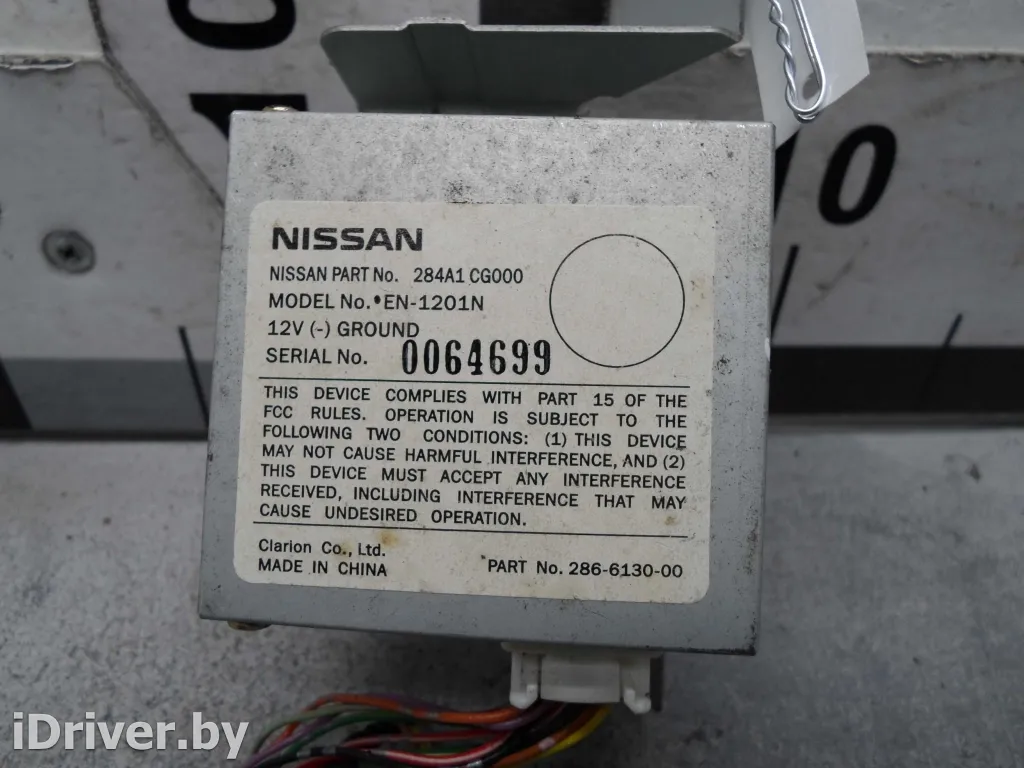 NISSAN
NISSAN PART No. 284A1 CG000
MODEL No. EN-1201N
12V (-) GROUND
SERIAL No. 0064699
THIS DEVICE COMPLIES WITH PART 15 OF THE
FCC RULES. OPERATION IS SUBJECT TO THE
FOLLOWING TWO CONDITIONS: (1) THIS DEVICE
MAY NOT CAUSE HARMFUL INTERFERENCE, AND (2)
THIS DEVICE MUST ACCEPT ANY INTERFERENCE
RECEIVED, INCLUDING INTERFERENCE THAT MAY
CAUSE UNDESIRED OPERATION.
Clarion Co., Ltd.
MADE IN CHINA
PART No. 286-6130-00
0
iDriver.by